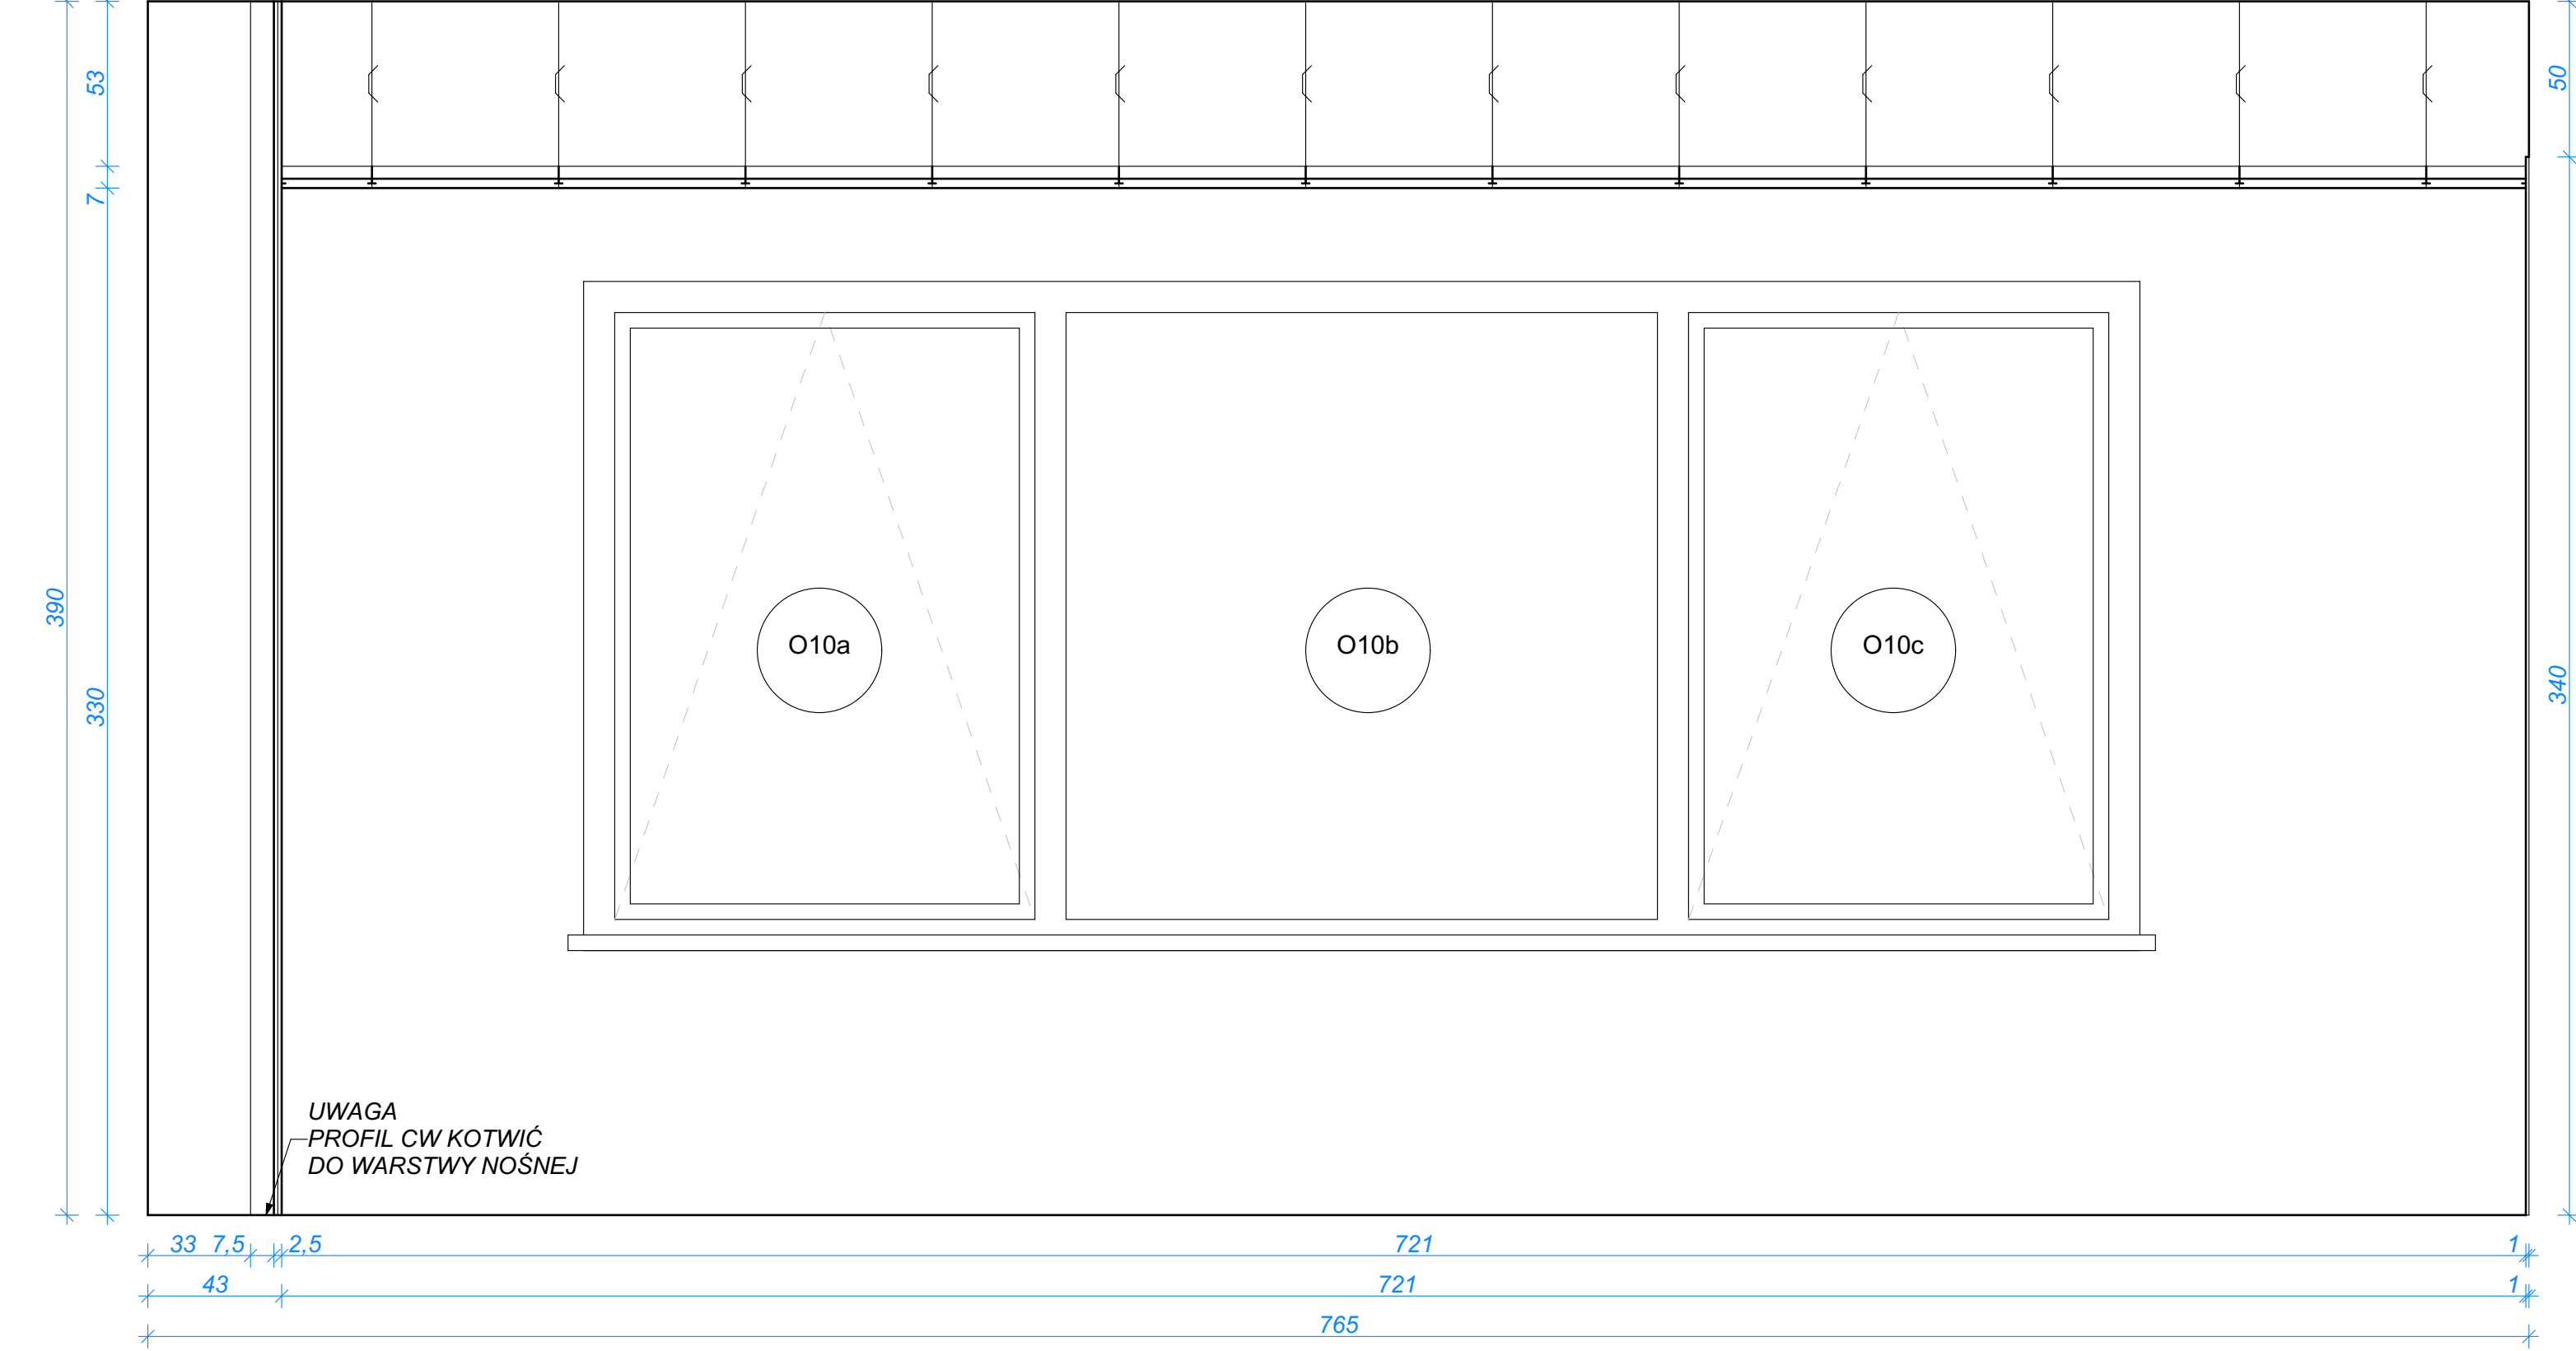 53
50
7
390
330
340
O10a
O10b
O10c
UWAGA
PROFIL CW KOTWIĆ
DO WARSTWY NOŚNEJ
33 7,5 2,5 721 1
43 721 1
765